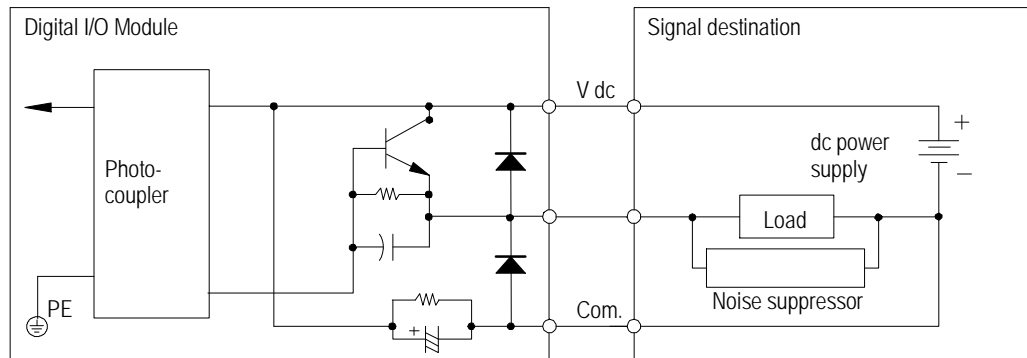 Digital I/O Module
Signal destination
V dc
+
dc power
supply
−
Photo-
coupler
Load
PE
Noise suppressor
Com.
+